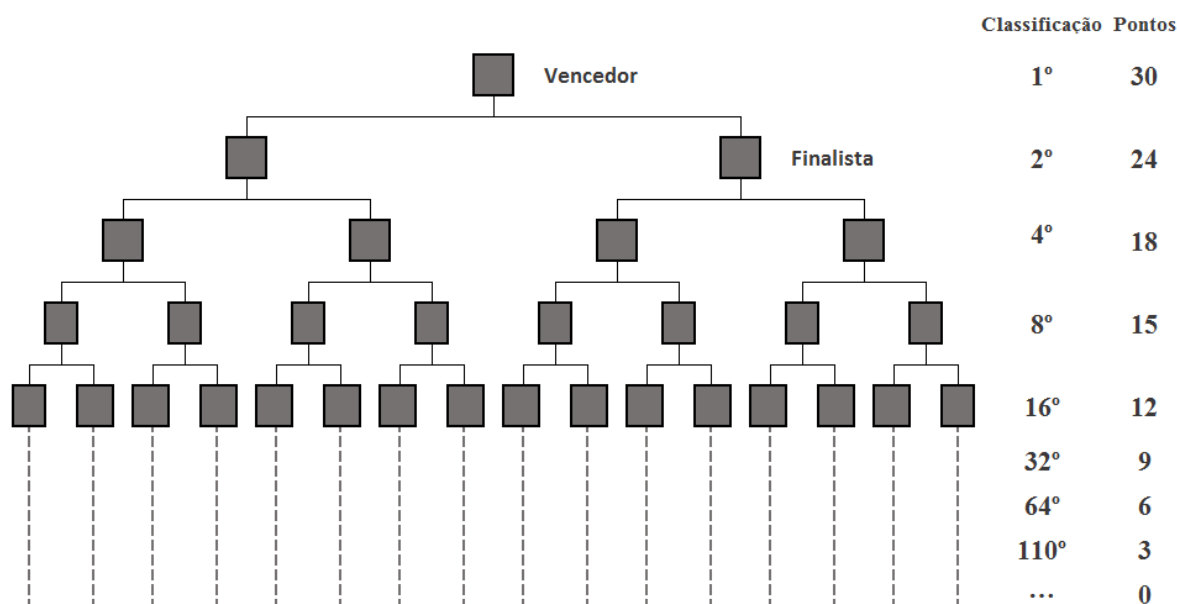 Classificação Pontos
Vencedor 1º 30
Finalista 2º 24
4º 18
8º 15
16º 12
32º 9
64º 6
110º 3
... 0